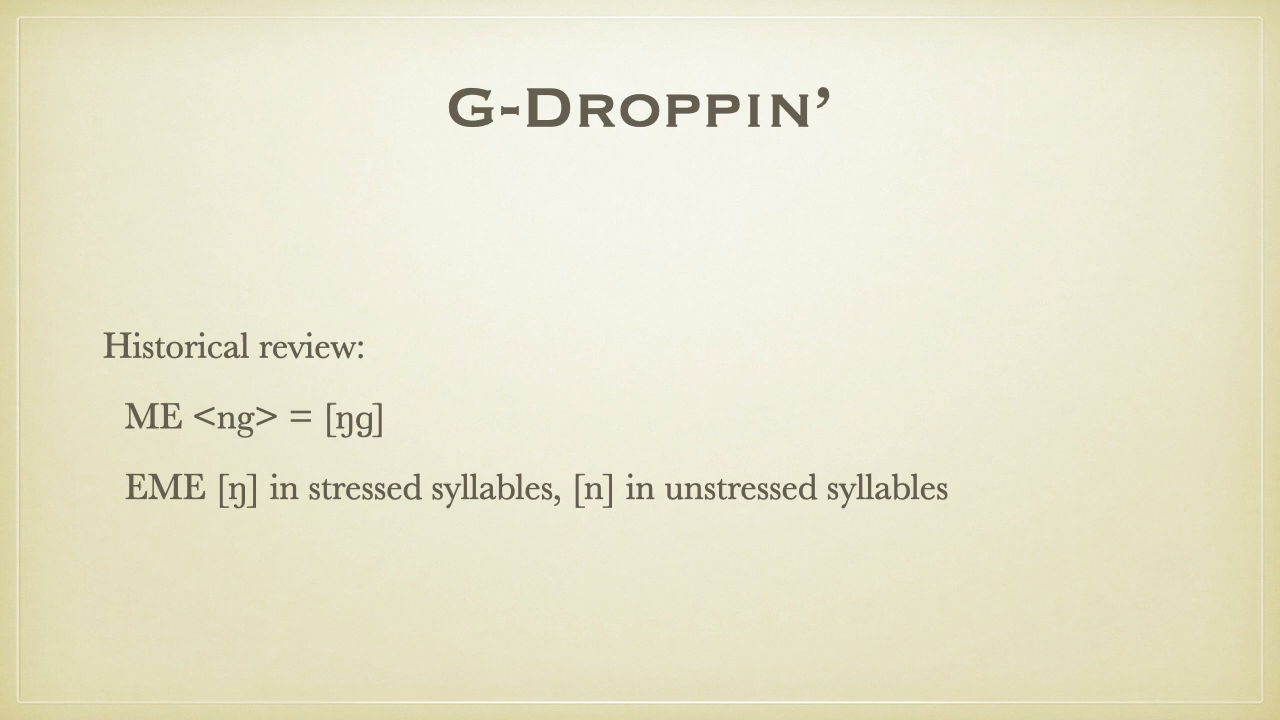 G-Droppin’
Historical review:
ME <ng> = [ŋg]
EME [ŋ] in stressed syllables, [n] in unstressed syllables